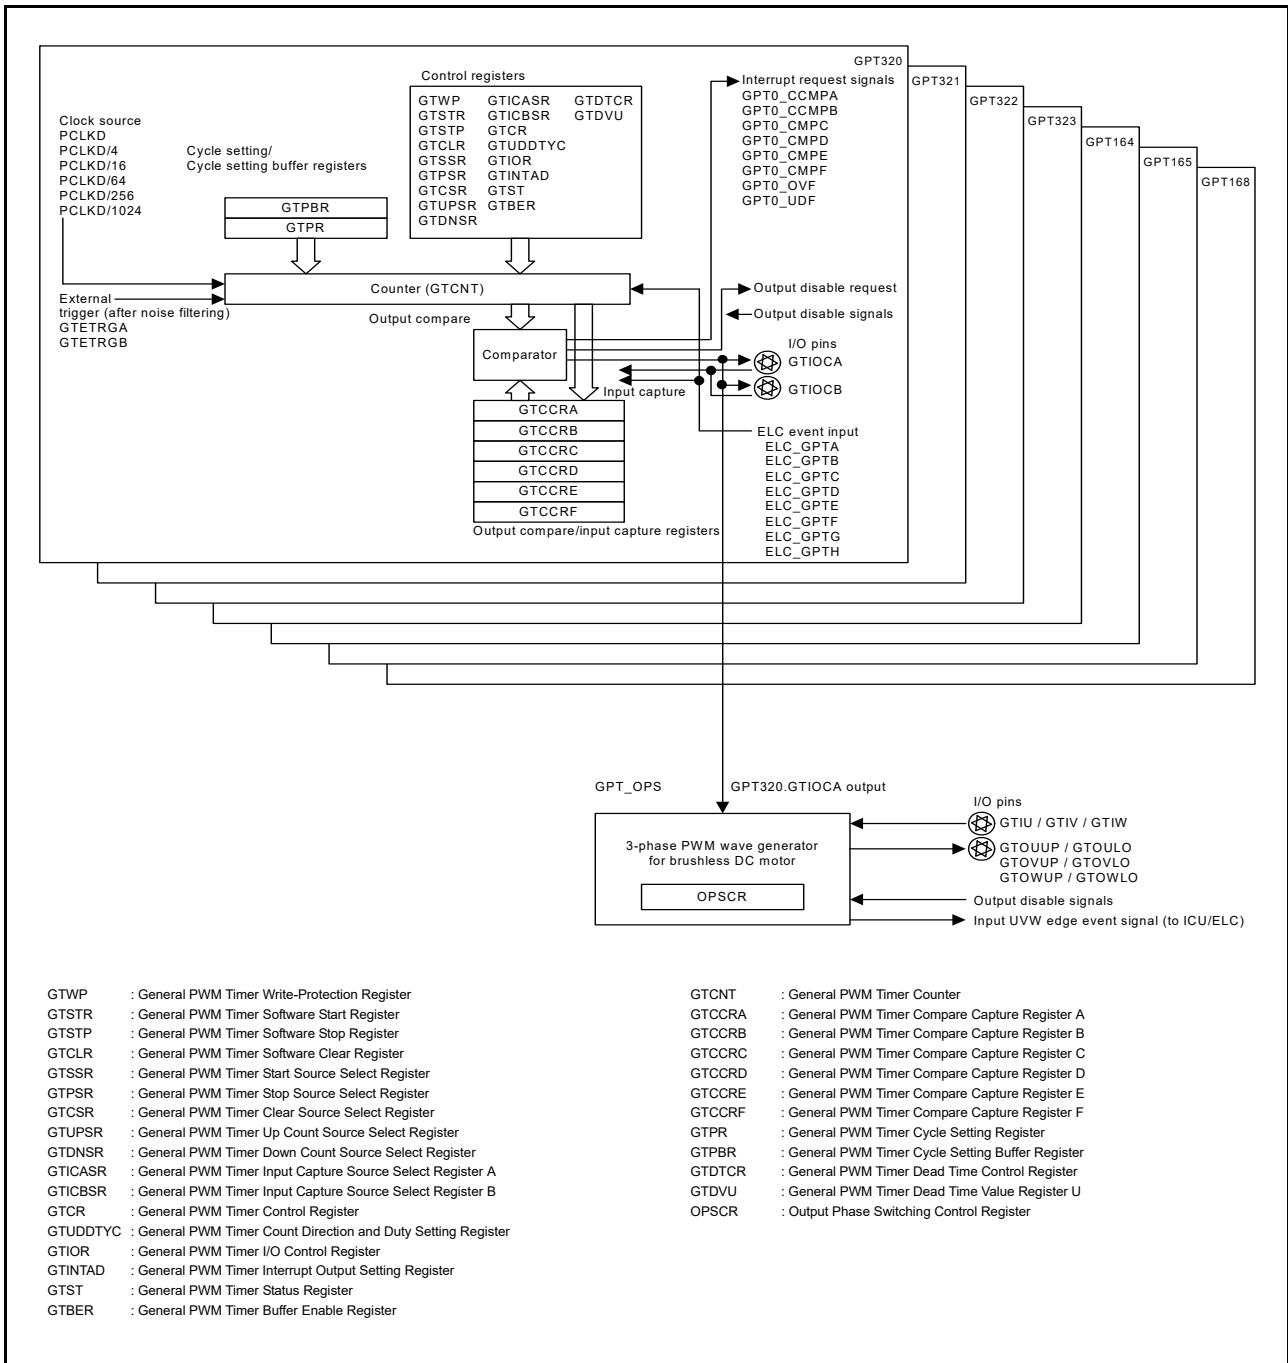 GPT320
GPT321
GPT322
GPT323
GPT164
GPT165
GPT168
Clock source
PCLKD
PCLKD/4
PCLKD/16
PCLKD/64
PCLKD/256
PCLKD/1024
Cycle setting/
Cycle setting buffer registers
GTPBR
GTPR
Control registers
GTWP GTICASR GTDTCR
GTSTR GTICBSR GTDVU
GTSTP GTCR
GTCLR GTUDDTYC
GTSSR GTIOR
GTPSR GTINTAD
GTCSR GTST
GTUPSR GTBER
GTDNSR
Interrupt request signals
GPT0_CCMPA
GPT0_CCMPB
GPT0_CMPC
GPT0_CMPD
GPT0_CMPE
GPT0_CMPF
GPT0_OVF
GPT0_UDF
Counter (GTCNT)
External
trigger (after noise filtering)
GTETRGA
GTETRGB
Output compare
Comparator
Output disable request
Output disable signals
I/O pins
GTIOCA
GTIOCB
Input capture
GTCCRA
GTCCRB
GTCCRC
GTCCRD
GTCCRE
GTCCRF
Output compare/input capture registers
ELC event input
ELC_GPTA
ELC_GPTB
ELC_GPTC
ELC_GPTD
ELC_GPTE
ELC_GPTF
ELC_GPTG
ELC_GPTH
GPT_OPS
GPT320.GTIOCA output
3-phase PWM wave generator
for brushless DC motor
OPSCR
I/O pins
GTIU / GTIV / GTIW
GTOUUP / GTOULO
GTOVUP / GTOVLO
GTOWUP / GTOWLO
Output disable signals
Input UVW edge event signal (to ICU/ELC)
GTWP : General PWM Timer Write-Protection Register
GTSTR : General PWM Timer Software Start Register
GTSTP : General PWM Timer Software Stop Register
GTCLR : General PWM Timer Software Clear Register
GTSSR : General PWM Timer Start Source Select Register
GTPSR : General PWM Timer Stop Source Select Register
GTCSR : General PWM Timer Clear Source Select Register
GTUPSR : General PWM Timer Up Count Source Select Register
GTDNSR : General PWM Timer Down Count Source Select Register
GTICASR : General PWM Timer Input Capture Source Select Register A
GTICBSR : General PWM Timer Input Capture Source Select Register B
GTCR : General PWM Timer Control Register
GTUDDTYC : General PWM Timer Count Direction and Duty Setting Register
GTIOR : General PWM Timer I/O Control Register
GTINTAD : General PWM Timer Interrupt Output Setting Register
GTST : General PWM Timer Status Register
GTBER : General PWM Timer Buffer Enable Register
GTCNT : General PWM Timer Counter
GTCCRA : General PWM Timer Compare Capture Register A
GTCCRB : General PWM Timer Compare Capture Register B
GTCCRC : General PWM Timer Compare Capture Register C
GTCCRD : General PWM Timer Compare Capture Register D
GTCCRE : General PWM Timer Compare Capture Register E
GTCCRF : General PWM Timer Compare Capture Register F
GTPR : General PWM Timer Cycle Setting Register
GTPBR : General PWM Timer Cycle Setting Buffer Register
GTDTCR : General PWM Timer Dead Time Control Register
GTDVU : General PWM Timer Dead Time Value Register U
OPSCR : Output Phase Switching Control Register